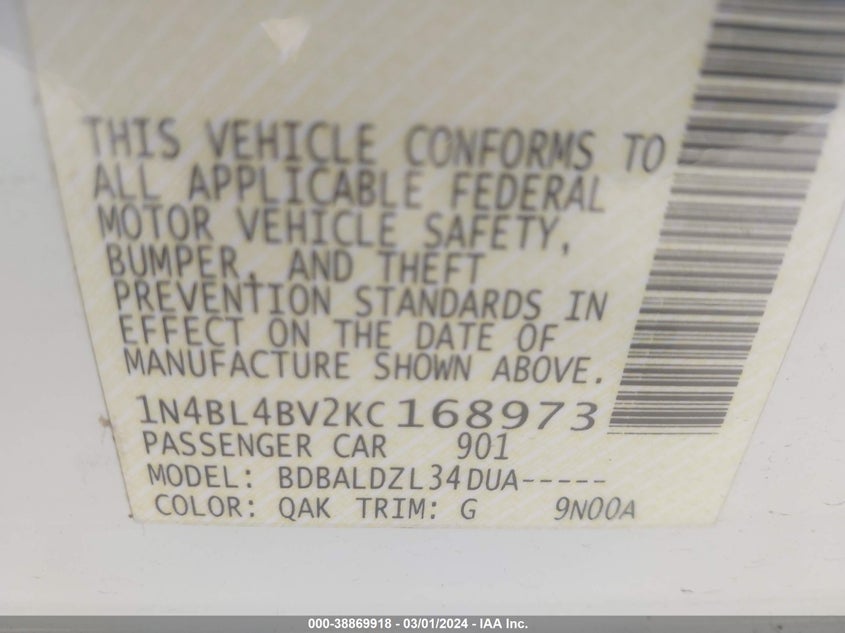 THIS VEHICLE CONFORMS TO
ALL APPLICABLE FEDERAL
MOTOR VEHICLE SAFETY,
BUMPER, AND THEFT
PREVENTION STANDARDS IN
EFFECT ON THE DATE OF
MANUFACTURE SHOWN ABOVE.
1N4BL4BV2KC168973
PASSENGER CAR 901
MODEL: BDBALDZL34DUA-----
COLOR: QAK TRIM: G 9N00A
000-38869918 - 03/01/2024 - IAA Inc.